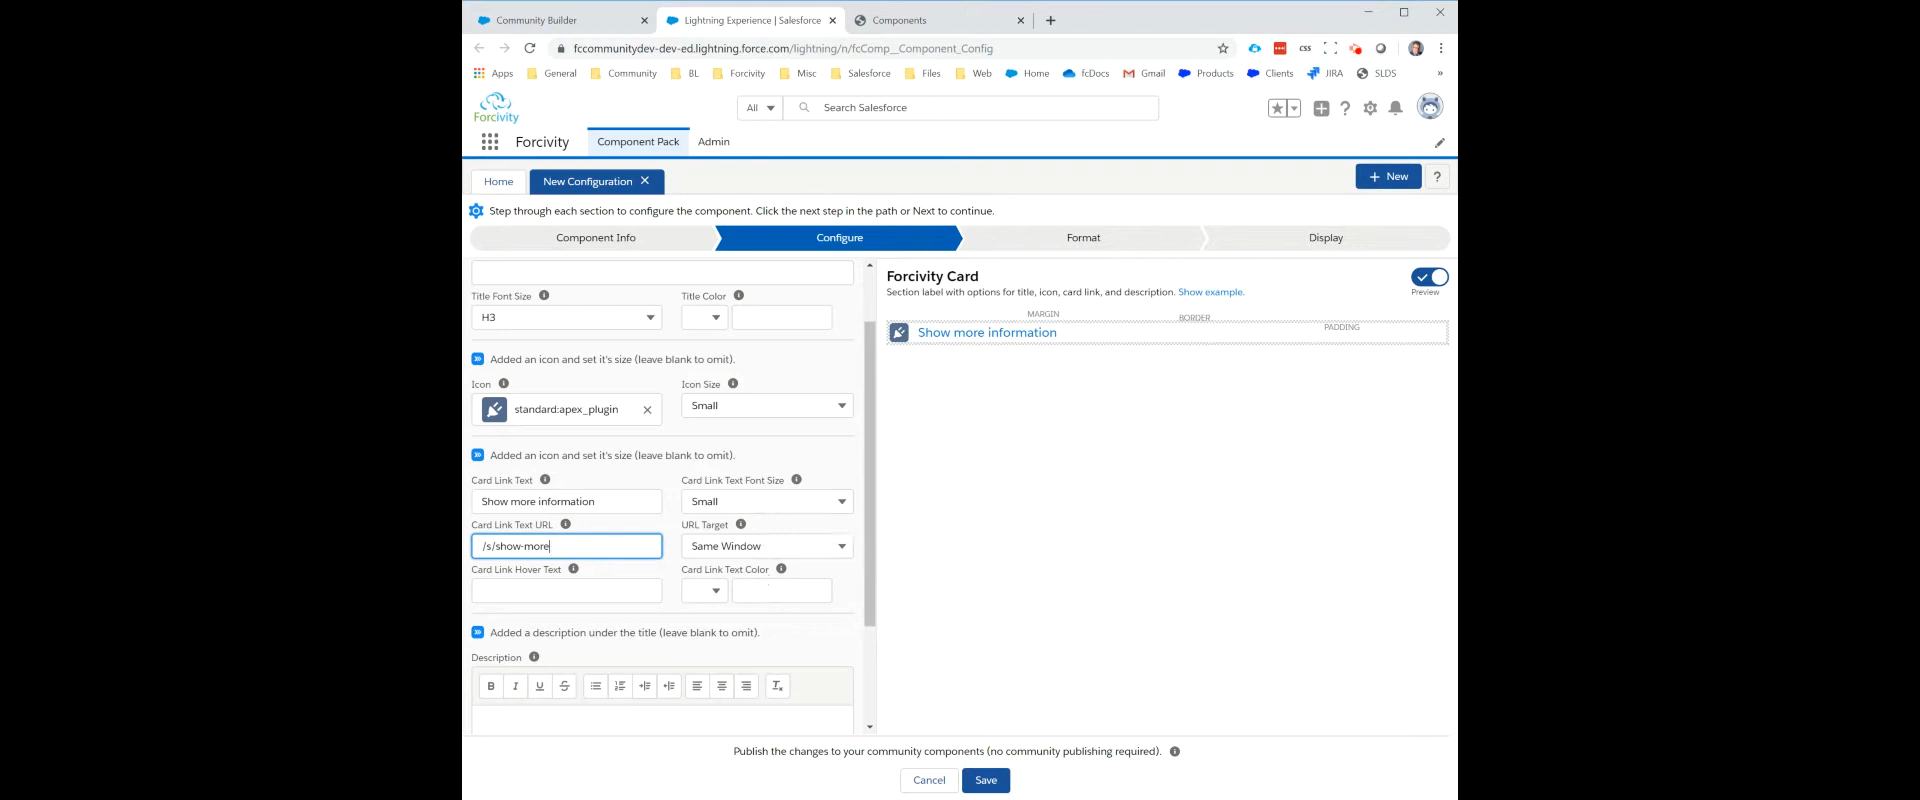 Community Builder
Lightning Experience | Salesforce
Components
fccommunitydev-dev-ed.lightning.force.com/lightning/n/fcComp__Component_Config
css
Apps General Community BL Forcivity Misc Salesforce Files Web Home fcDocs Gmail Products Clients JIRA SLDS »
Forcivity
All
Search Salesforce
Forcivity
Component Pack
Admin
Home
New Configuration
+ New
?
Step through each section to configure the component. Click the next step in the path or Next to continue.
Component Info
Configure
Format
Display
Title Font Size
Title Color
H3
Added an icon and set it's size (leave blank to omit).
Icon
Icon Size
standard:apex_plugin
Small
Added an icon and set it's size (leave blank to omit).
Card Link Text
Card Link Text Font Size
Show more information
Small
Card Link Text URL
URL Target
/s/show-more
Same Window
Card Link Hover Text
Card Link Text Color
Added a description under the title (leave blank to omit).
Description
B I U S
Forcivity Card
Section label with options for title, icon, card link, and description. Show example.
Preview
MARGIN
BORDER
PADDING
Show more information
Publish the changes to your community components (no community publishing required).
Cancel
Save